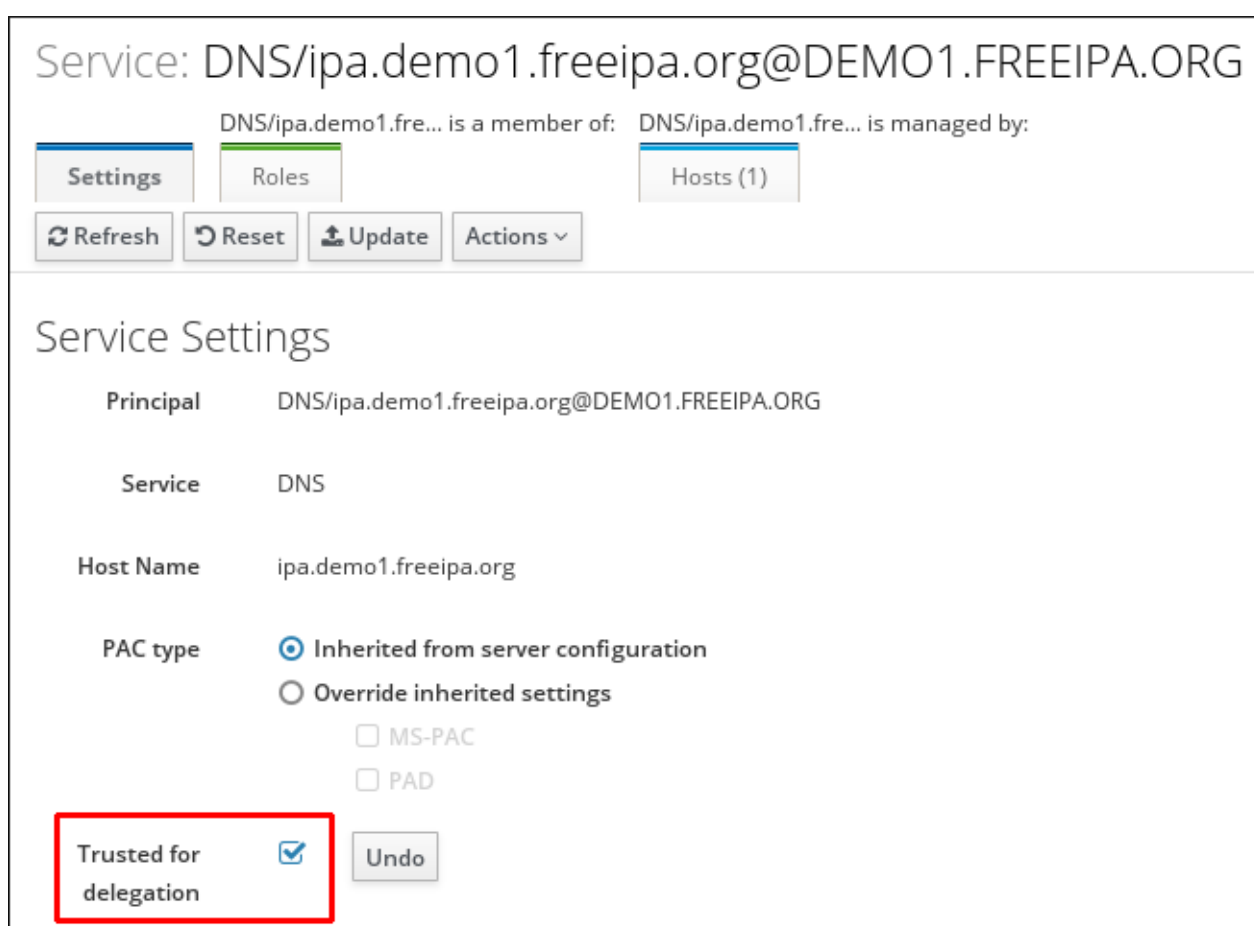 Service: DNS/ipa.demo1.freeipa.org@DEMO1.FREEIPA.ORG
DNS/ipa.demo1.fre... is a member of: DNS/ipa.demo1.fre... is managed by:
Settings Roles Hosts (1)
Refresh Reset Update Actions
Service Settings
Principal DNS/ipa.demo1.freeipa.org@DEMO1.FREEIPA.ORG
Service DNS
Host Name ipa.demo1.freeipa.org
PAC type Inherited from server configuration
Override inherited settings
MS-PAC
PAD
Trusted for Undo
delegation